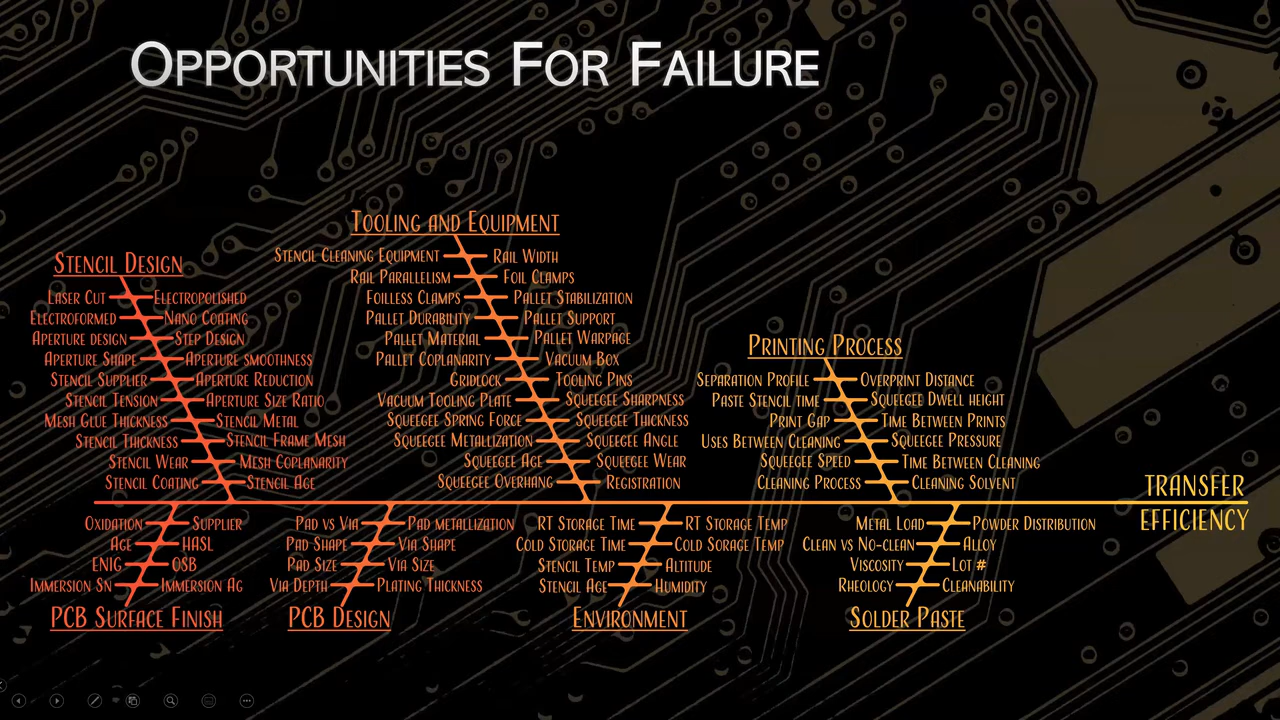 Opportunities For Failure
Tooling and Equipment
Stencil Cleaning Equipment Rail Width
Rail Parallelism Foil Clamps
Foilless Clamps Pallet Stabilization
Pallet Durability Pallet Support
Pallet Material Pallet Warpage
Pallet Coplanarity Vacuum Box
Gridlock Tooling Pins
Vacuum Tooling Plate Squeegee Sharpness
Squeegee Spring Force Squeegee Thickness
Squeegee Metallization Squeegee Angle
Squeegee Age Squeegee Wear
Squeegee Overhang Registration
Stencil Design
Laser Cut Electropolished
Electroformed Nano Coating
Aperture design Step Design
Aperture Shape Aperture smoothness
Stencil Supplier Aperture Reduction
Stencil Tension Aperture Size Ratio
Mesh Glue Thickness Stencil Metal
Stencil Thickness Stencil Frame Mesh
Stencil Wear Mesh Coplanarity
Stencil Coating Stencil Age
Printing Process
Separation Profile Overprint Distance
Paste Stencil time Squeegee Dwell height
Print Gap Time Between Prints
Uses Between Cleaning Squeegee Pressure
Squeegee Speed Time Between Cleaning
Cleaning Process Cleaning Solvent
Transfer
Efficiency
Oxidation Supplier
Age HASL
ENIG OSB
Immersion Sn Immersion Ag
PCB Surface Finish
Pad vs Via Pad metallization
Pad Shape Via Shape
Pad Size Via Size
Via Depth Plating Thickness
PCB Design
RT Storage Time RT Storage Temp
Cold Storage Time Cold Sorage Temp
Stencil Temp Altitude
Stencil Age Humidity
Environment
Metal Load Powder Distribution
Clean vs No-clean Alloy
Viscosity Lot #
Rheology Cleanability
Solder Paste